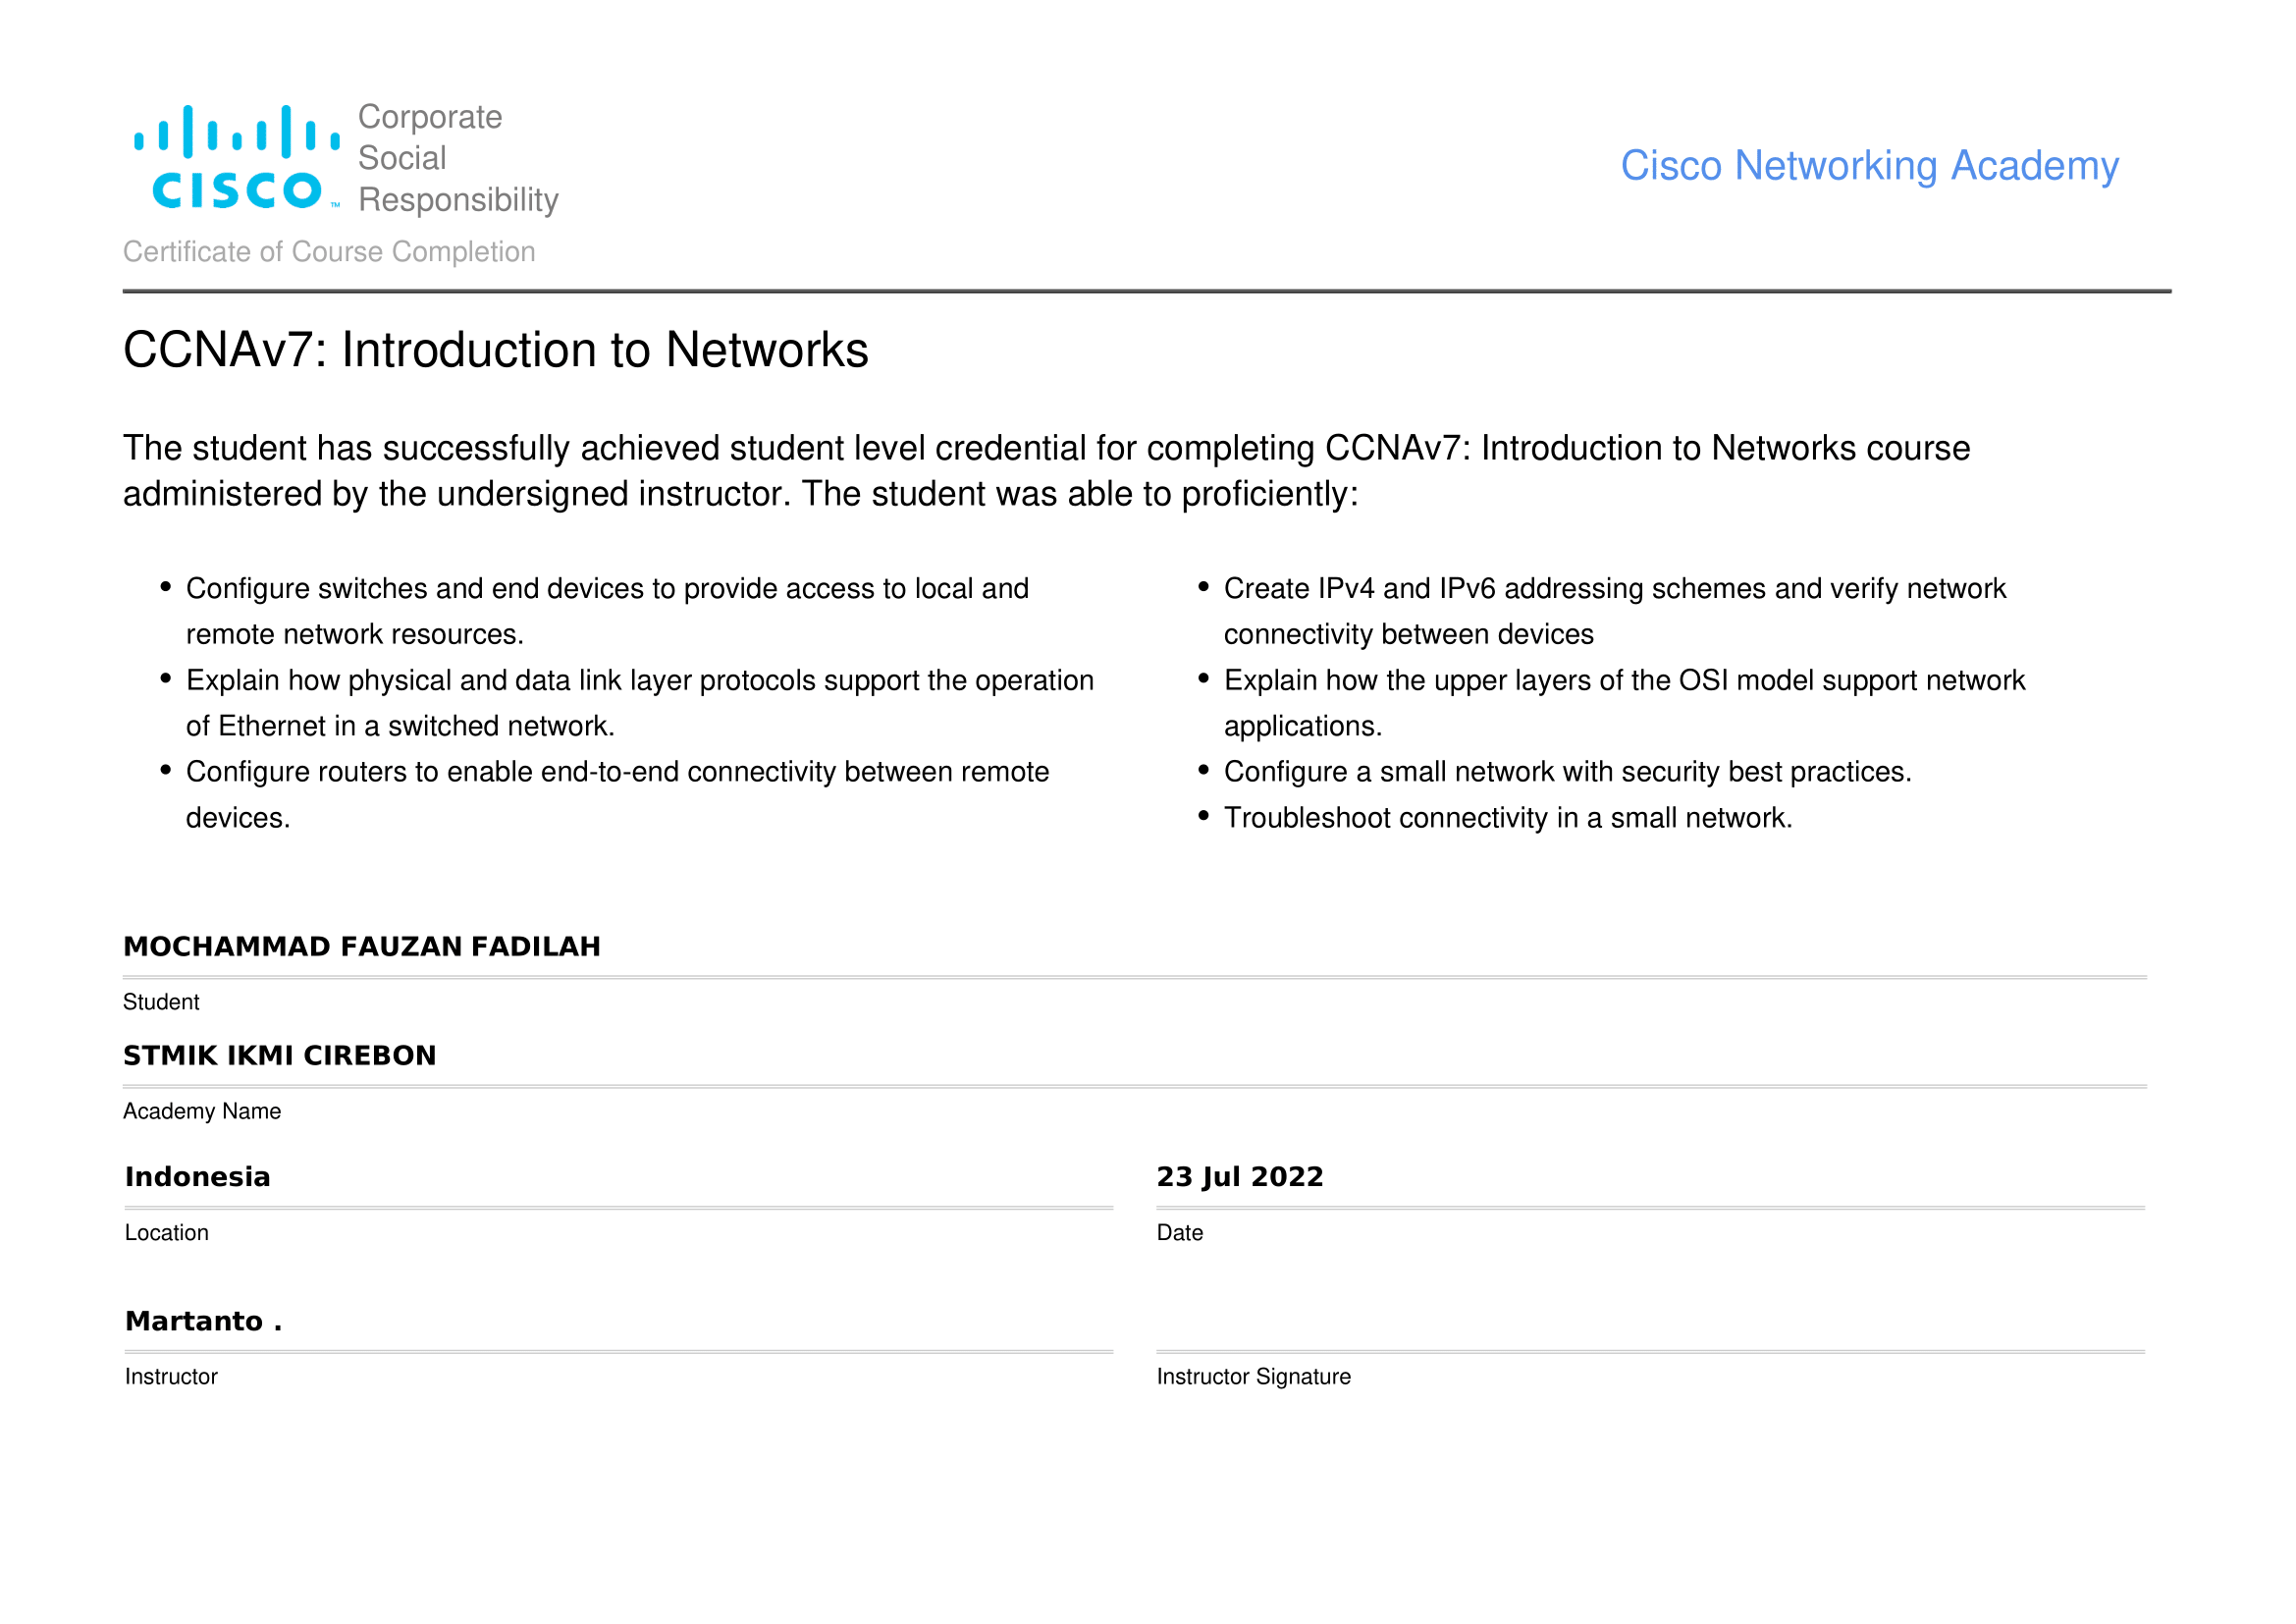 Corporate
Social
Responsibility
CISCO™
Cisco Networking Academy
Certificate of Course Completion
CCNAv7: Introduction to Networks
The student has successfully achieved student level credential for completing CCNAv7: Introduction to Networks course
administered by the undersigned instructor. The student was able to proficiently:
• Configure switches and end devices to provide access to local and
remote network resources.
• Explain how physical and data link layer protocols support the operation
of Ethernet in a switched network.
• Configure routers to enable end-to-end connectivity between remote
devices.
• Create IPv4 and IPv6 addressing schemes and verify network
connectivity between devices
• Explain how the upper layers of the OSI model support network
applications.
• Configure a small network with security best practices.
• Troubleshoot connectivity in a small network.
MOCHAMMAD FAUZAN FADILAH
Student
STMIK IKMI CIREBON
Academy Name
Indonesia
Location
23 Jul 2022
Date
Martanto .
Instructor
Instructor Signature